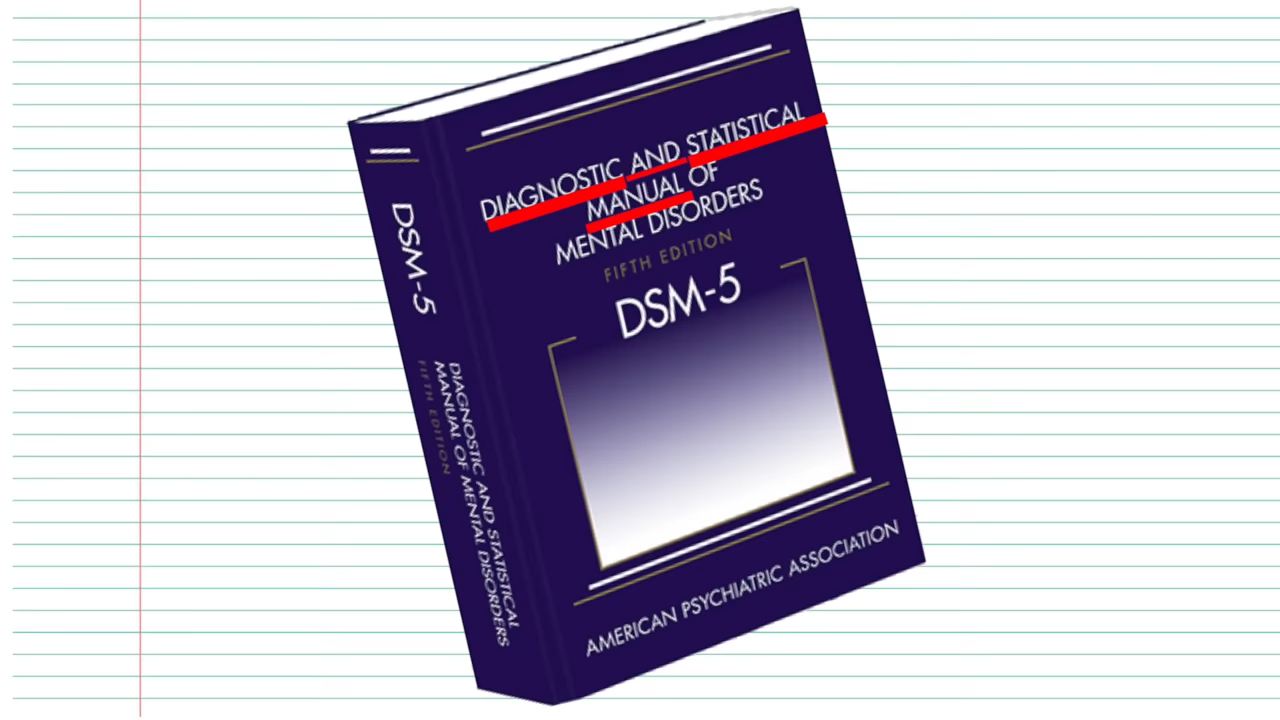 DIAGNOSTIC AND STATISTICAL
MANUAL OF
MENTAL DISORDERS
FIFTH EDITION
DSM-5
AMERICAN PSYCHIATRIC ASSOCIATION
DSM-5
DIAGNOSTIC AND STATISTICAL
MANUAL OF MENTAL DISORDERS
FIFTH EDITION